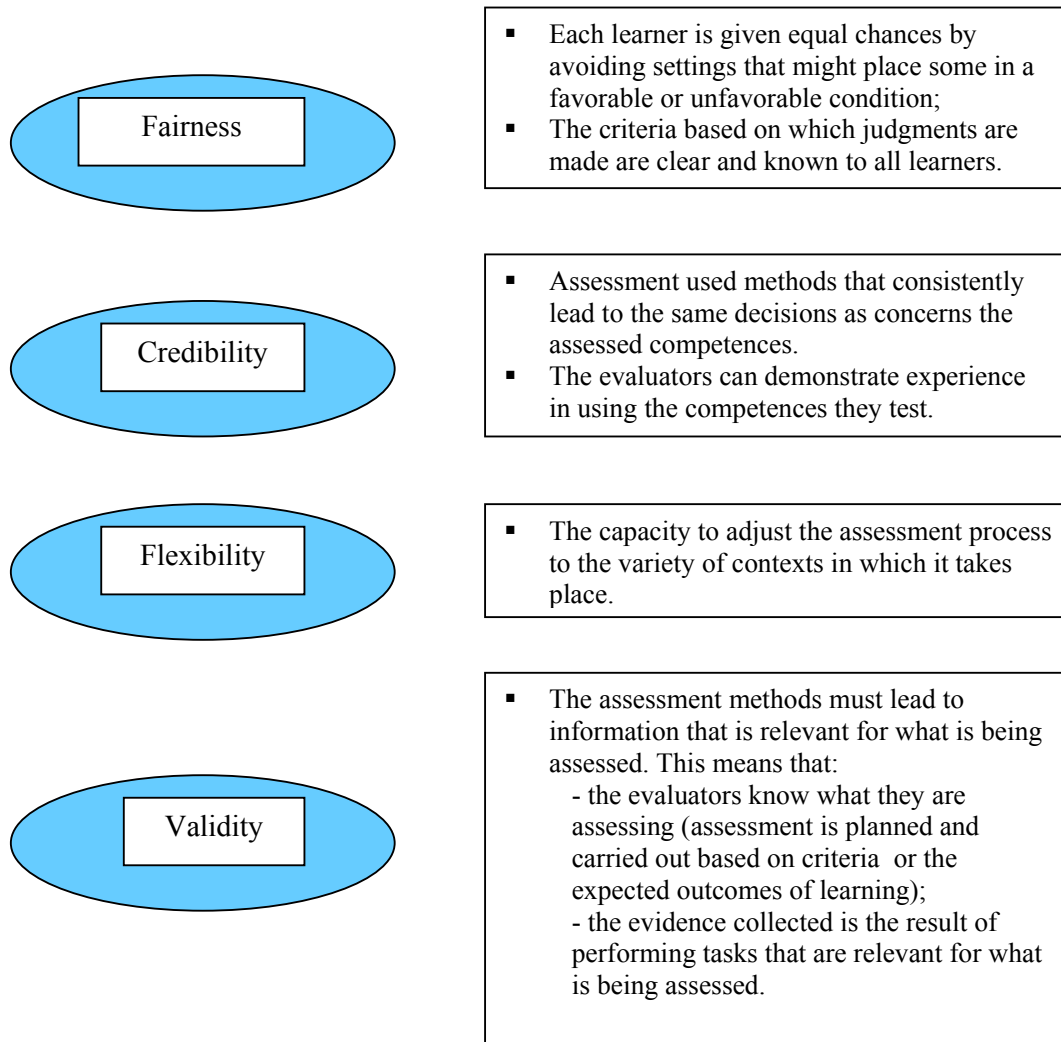 Fairness
▪ Each learner is given equal chances by
avoiding settings that might place some in a
favorable or unfavorable condition;
▪ The criteria based on which judgments are
made are clear and known to all learners.
Credibility
▪ Assessment used methods that consistently
lead to the same decisions as concerns the
assessed competences.
▪ The evaluators can demonstrate experience
in using the competences they test.
Flexibility
▪ The capacity to adjust the assessment process
to the variety of contexts in which it takes
place.
Validity
▪ The assessment methods must lead to
information that is relevant for what is being
assessed. This means that:
- the evaluators know what they are
assessing (assessment is planned and
carried out based on criteria or the
expected outcomes of learning);
- the evidence collected is the result of
performing tasks that are relevant for what
is being assessed.